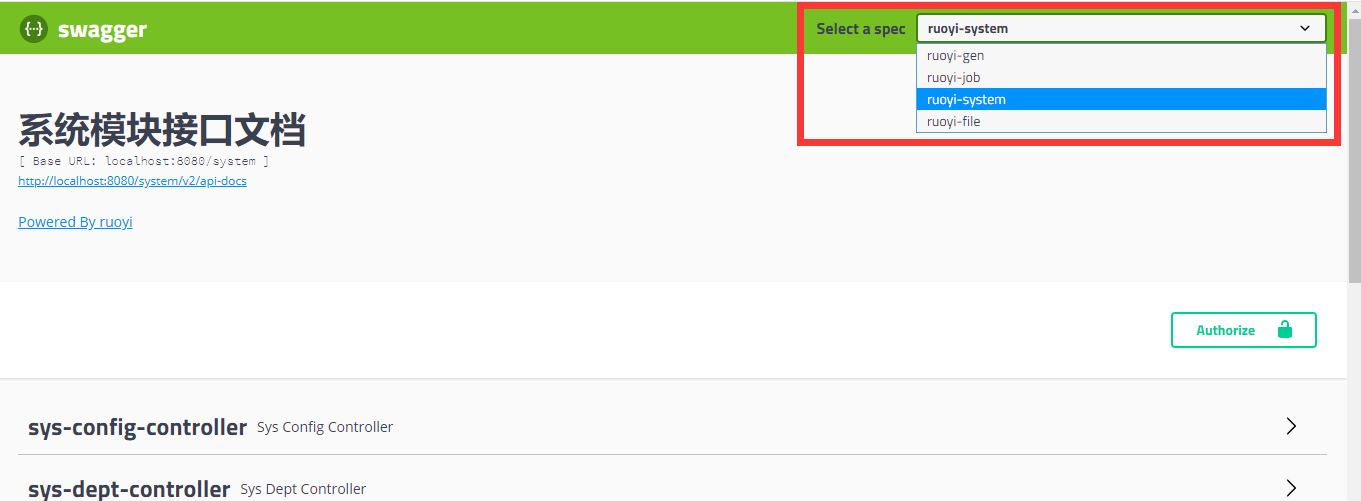 swagger
Select a spec
ruoyi-system
ruoyi-gen
ruoyi-job
ruoyi-system
ruoyi-file
系统模块接口文档
[ Base URL: localhost:8080/system ]
http://localhost:8080/system/v2/api-docs
Powered By ruoyi
Authorize
sys-config-controller Sys Config Controller
sys-dept-controller Sys Dept Controller